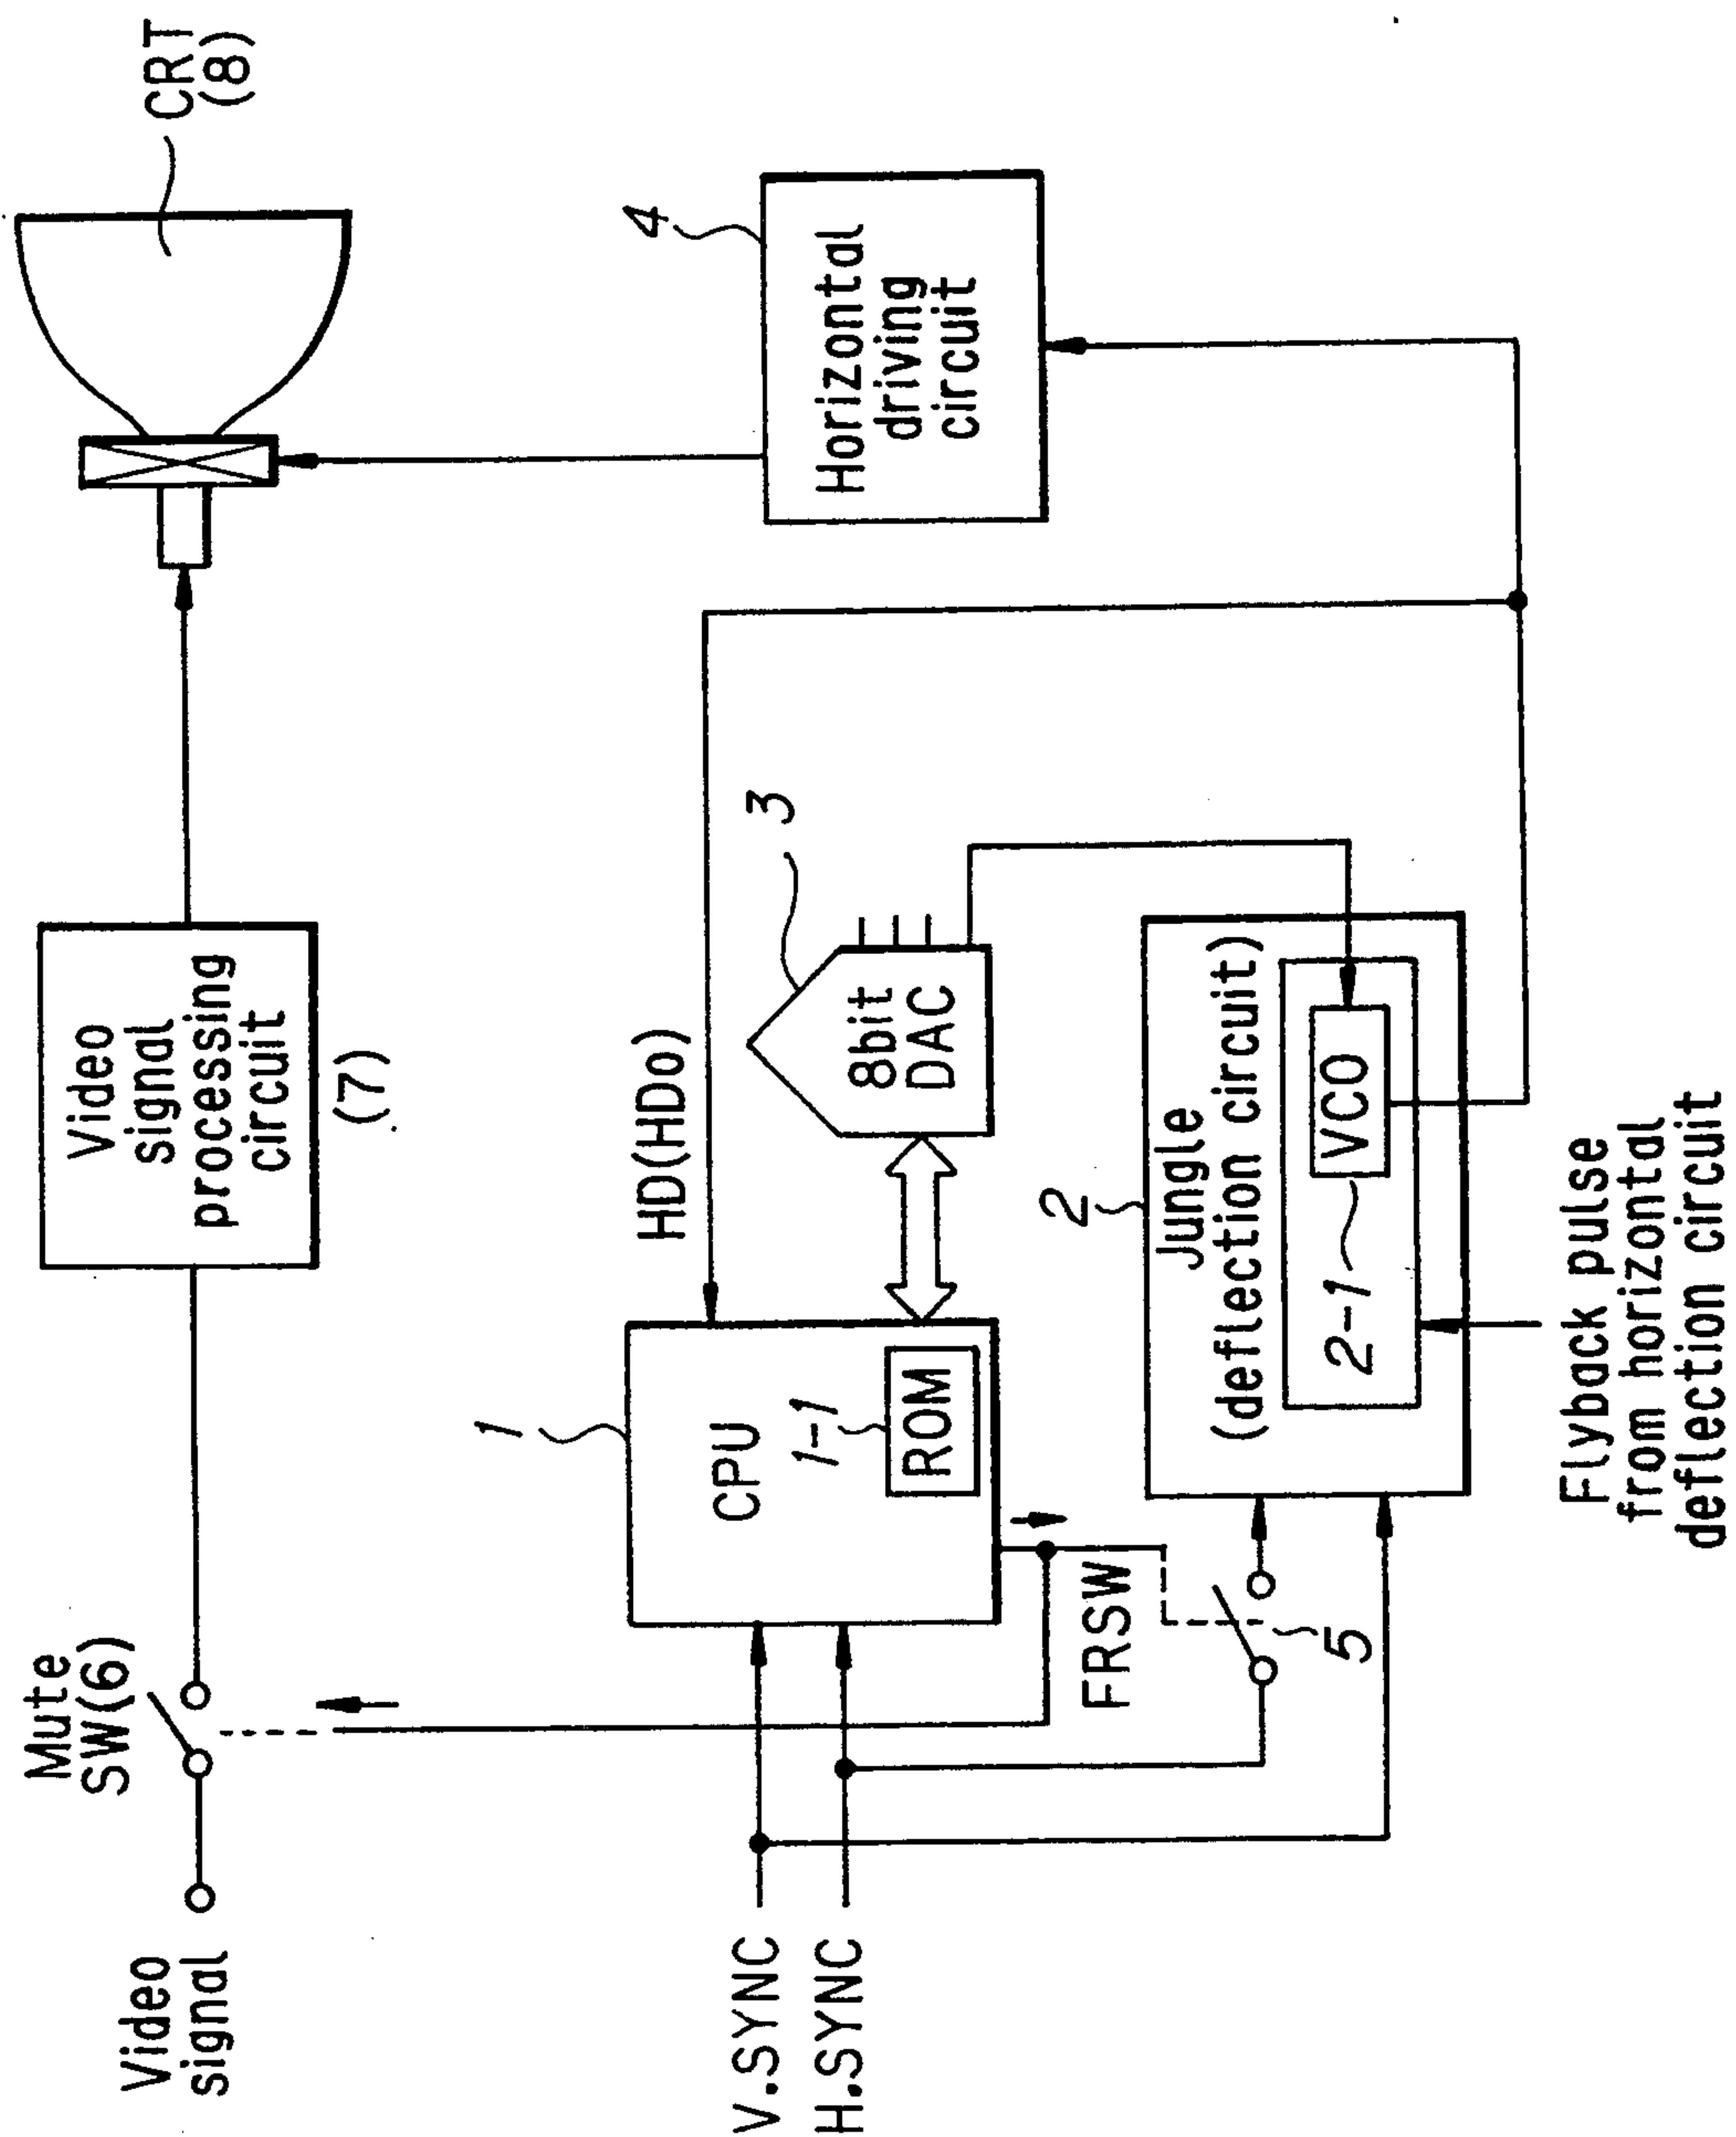 Video
signal
Mute
SW(6)
Video
signal
processing
circuit
(7)
CRT
(8)
V.SYNC
H.SYNC
1
CPU
1-1
ROM
HD(HDo)
3
8bit
DAC
4
Horizontal
driving
circuit
FRSW
5
2
Jungle
(deflection circuit)
2-1
VCO
Flyback pulse
from horizontal
deflection circuit